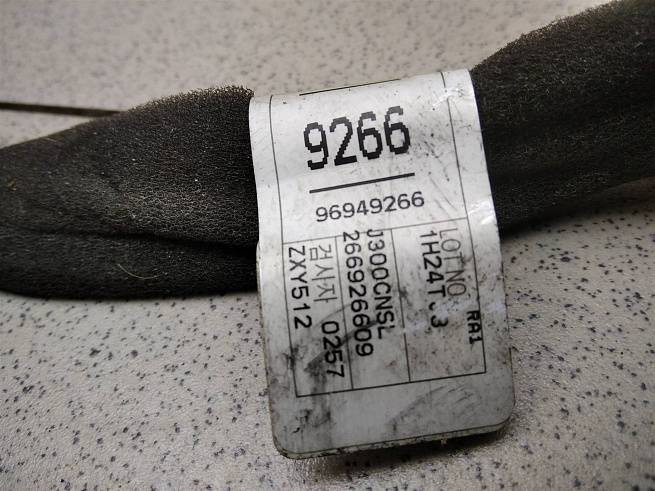 9266
96949266
LOT NO. RA1
1H24T 3
J300CNSL
266926609
검사자 0257
ZXY512